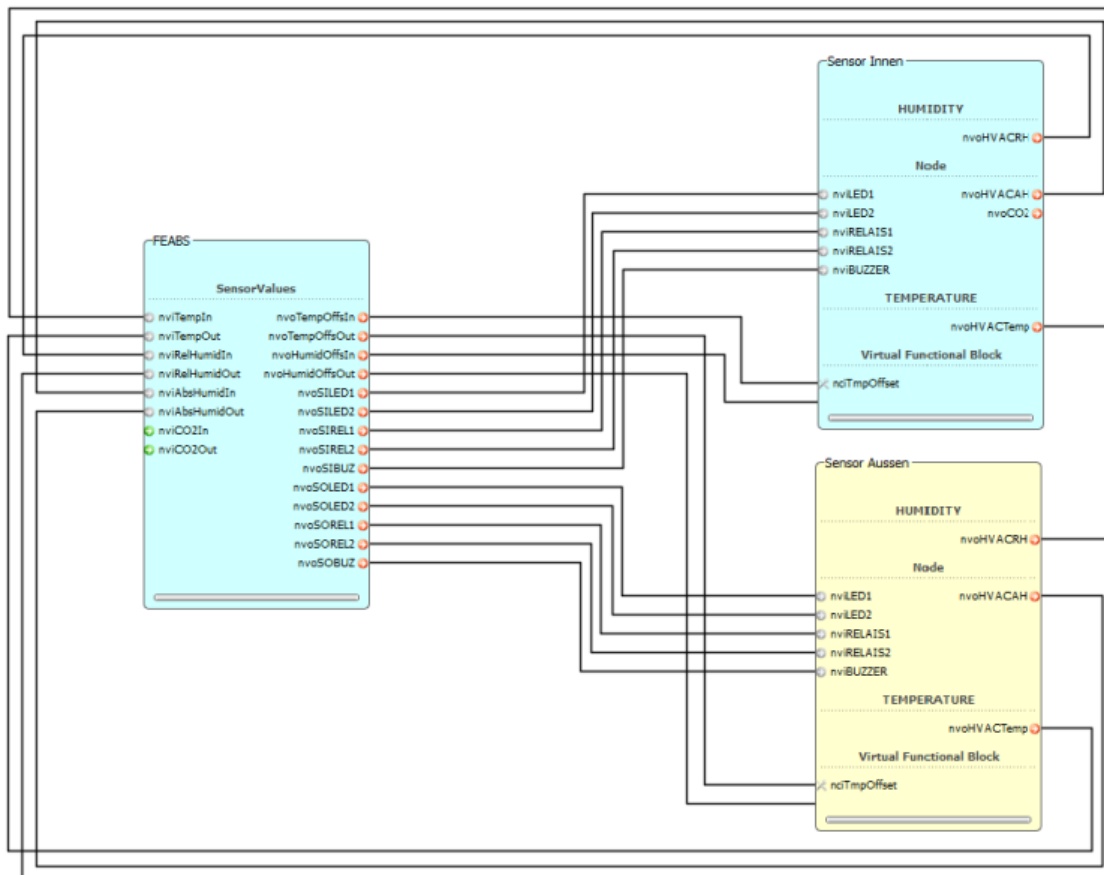 Sensor Innen
HUMIDITY
nvoHVACRH
Node
nviLED1 nvoHVACAH
nviLED2 nvoCO2
nviRELAIS1
nviRELAIS2
nviBUZZER
TEMPERATURE
nvoHVACTemp
Virtual Functional Block
nciTmpOffset
FEABS
SensorValues
nviTempIn nvoTempOffsIn
nviTempOut nvoTempOffsOut
nviRelHumidIn nvoHumidOffsIn
nviRelHumidOut nvoHumidOffsOut
nviAbsHumidIn nvoSILED1
nviAbsHumidOut nvoSILED2
nviCO2In nvoSIREL1
nviCO2Out nvoSIREL2
nvoSIBUZ
nvoSOLED1
nvoSOLED2
nvoSOREL1
nvoSOREL2
nvoSOBUZ
Sensor Aussen
HUMIDITY
nvoHVACRH
Node
nviLED1 nvoHVACAH
nviLED2
nviRELAIS1
nviRELAIS2
nviBUZZER
TEMPERATURE
nvoHVACTemp
Virtual Functional Block
nciTmpOffset